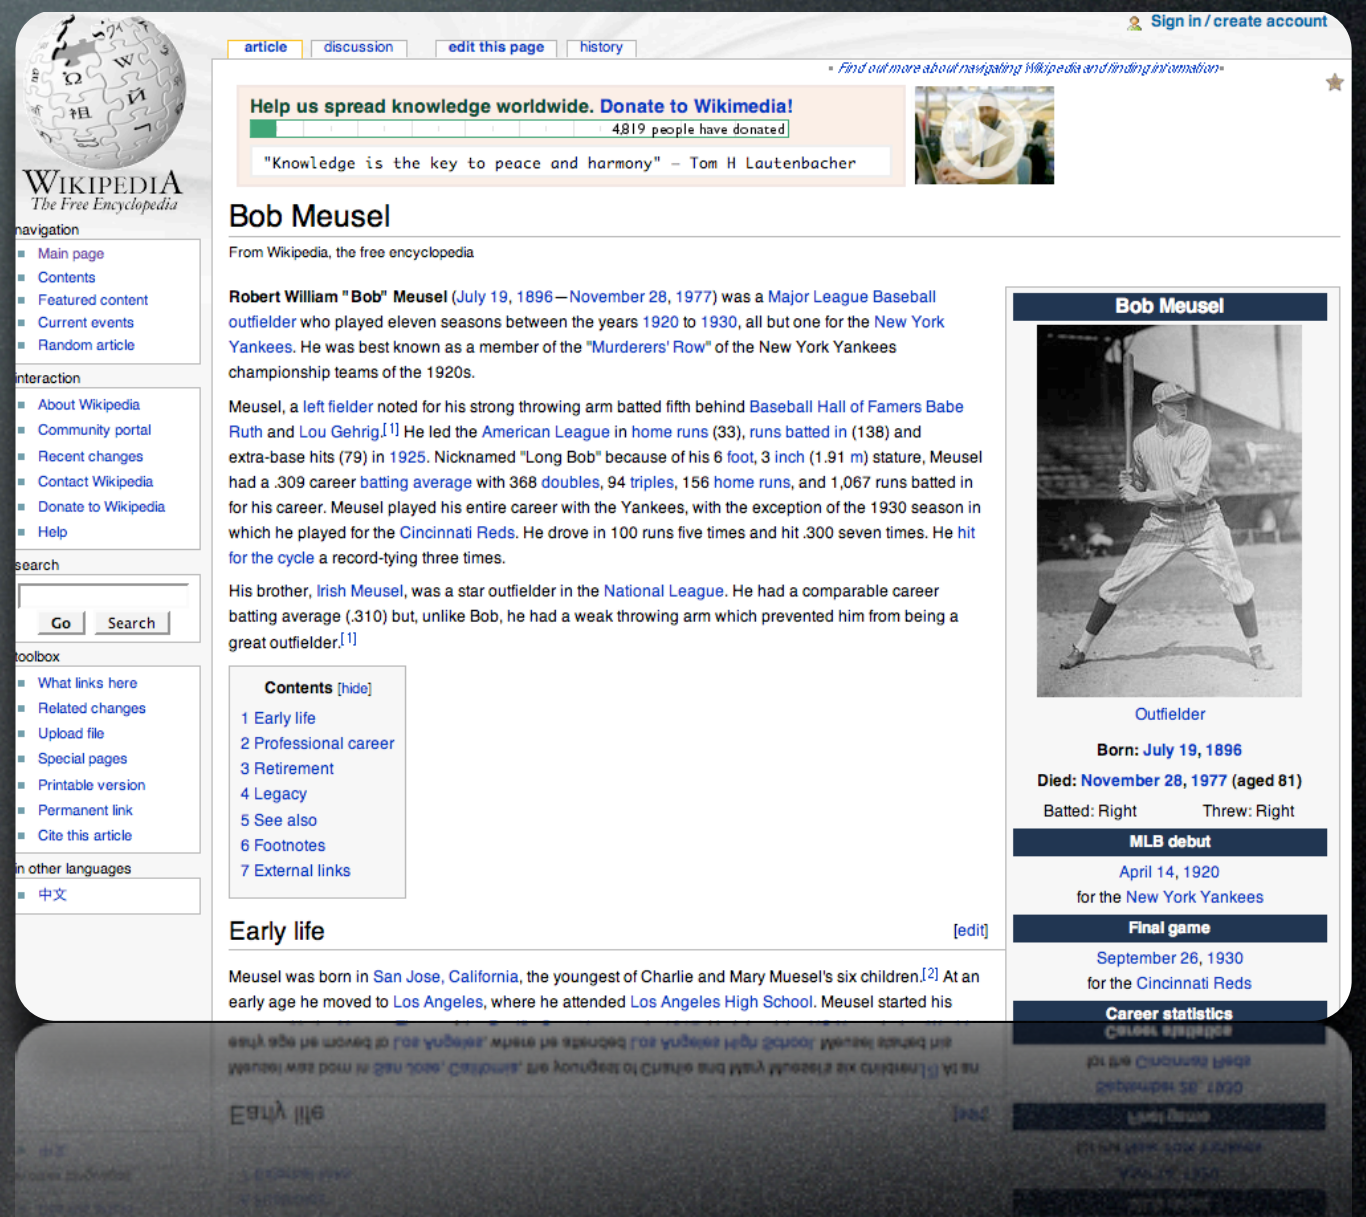 Sign in / create account
article
discussion
edit this page
history
Find out more about navigating Wikipedia and finding information
Help us spread knowledge worldwide. Donate to Wikimedia!
4,819 people have donated
"Knowledge is the key to peace and harmony" – Tom H Lautenbacher
WIKIPEDIA
The Free Encyclopedia
navigation
Main page
Contents
Featured content
Current events
Random article
interaction
About Wikipedia
Community portal
Recent changes
Contact Wikipedia
Donate to Wikipedia
Help
search
Go
Search
toolbox
What links here
Related changes
Upload file
Special pages
Printable version
Permanent link
Cite this article
in other languages
中文
Bob Meusel
From Wikipedia, the free encyclopedia
Robert William "Bob" Meusel (July 19, 1896—November 28, 1977) was a Major League Baseball
outfielder who played eleven seasons between the years 1920 to 1930, all but one for the New York
Yankees. He was best known as a member of the "Murderers' Row" of the New York Yankees
championship teams of the 1920s.
Meusel, a left fielder noted for his strong throwing arm batted fifth behind Baseball Hall of Famers Babe
Ruth and Lou Gehrig.[1] He led the American League in home runs (33), runs batted in (138) and
extra-base hits (79) in 1925. Nicknamed "Long Bob" because of his 6 foot, 3 inch (1.91 m) stature, Meusel
had a .309 career batting average with 368 doubles, 94 triples, 156 home runs, and 1,067 runs batted in
for his career. Meusel played his entire career with the Yankees, with the exception of the 1930 season in
which he played for the Cincinnati Reds. He drove in 100 runs five times and hit .300 seven times. He hit
for the cycle a record-tying three times.
His brother, Irish Meusel, was a star outfielder in the National League. He had a comparable career
batting average (.310) but, unlike Bob, he had a weak throwing arm which prevented him from being a
great outfielder.[1]
Contents [hide]
1 Early life
2 Professional career
3 Retirement
4 Legacy
5 See also
6 Footnotes
7 External links
Early life
[edit]
Meusel was born in San Jose, California, the youngest of Charlie and Mary Muesel's six children.[2] At an
early age he moved to Los Angeles, where he attended Los Angeles High School. Meusel started his
Bob Meusel
Outfielder
Born: July 19, 1896
Died: November 28, 1977 (aged 81)
Batted: Right
Threw: Right
MLB debut
April 14, 1920
for the New York Yankees
Final game
September 26, 1930
for the Cincinnati Reds
Career statistics